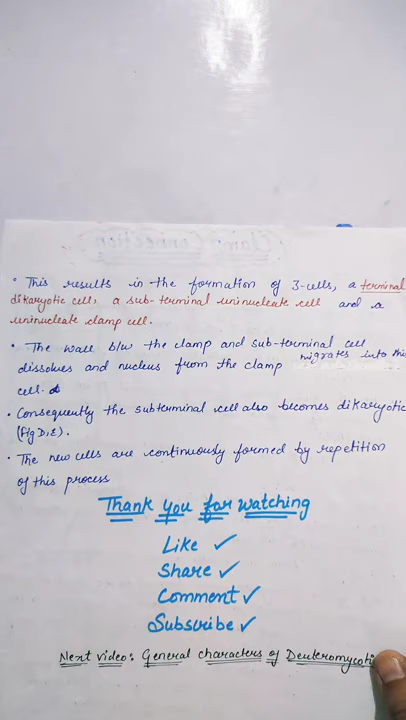 • This results in the formation of 3-cells, a terminal
dikaryotic cell, a sub-terminal uninucleate cell and a
uninucleate clamp cell.
• The wall b/w the clamp and sub-terminal cell
dissolves and nucleus from the clamp migrates into this
cell.
• Consequently the subterminal cell also becomes dikaryotic
(fig D,E).
• The new cells are continuously formed by repetition
of this process
Thank you for watching
Like ✓
Share ✓
Comment ✓
Subscribe ✓
Next video: General characters of Deuteromycoti